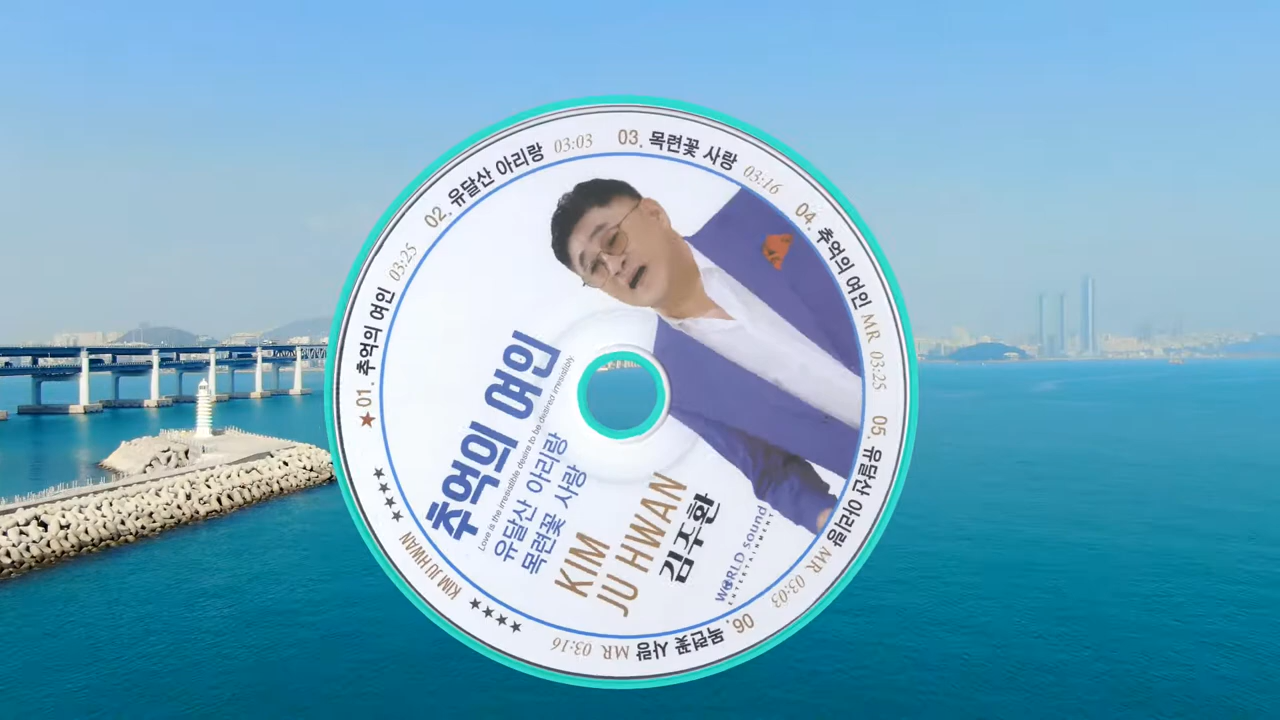 ★01. 추억의 여인 03:25
02. 유달산 아리랑 03:03
03. 목련꽃 사랑 03:16
04. 추억의 여인 MR 03:25
05. 유달산 아리랑 MR 03:03
06. 목련꽃 사랑 MR 03:16
★★★★ KIM JU HWAN ★★★★
추억의 여인
Love is the irresistible desire to be desired irresistibly
유달산 아리랑
목련꽃 사랑
KIM
JU HWAN
김주환
WORLD sound
ENTERTAINMENT